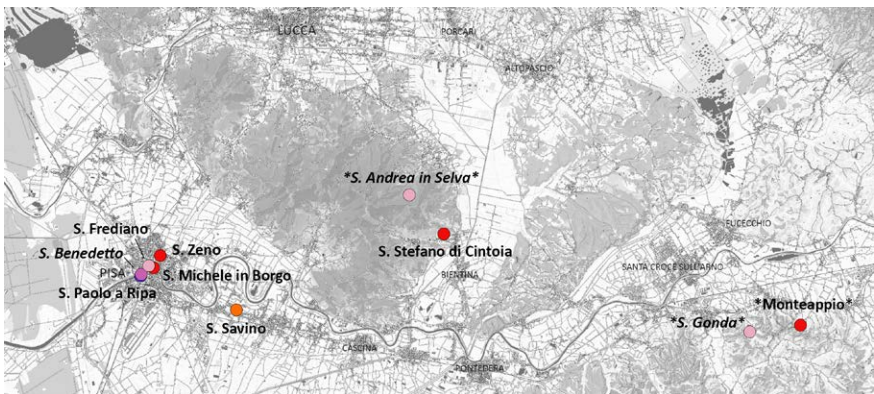 LUCCA
PORCARI
ALTOPASCIO
*S. Andrea in Selva*
S. Frediano
S. Benedetto
S. Zeno
S. Stefano di Cintoia
FUCECCHIO
PISA
S. Michele in Borgo
BIENTINA
SANTA CROCE SULL'ARNO
S. Paolo a Ripa
*Monteappio*
S. Savino
*S. Gonda*
CASCINA
PONTEDERA